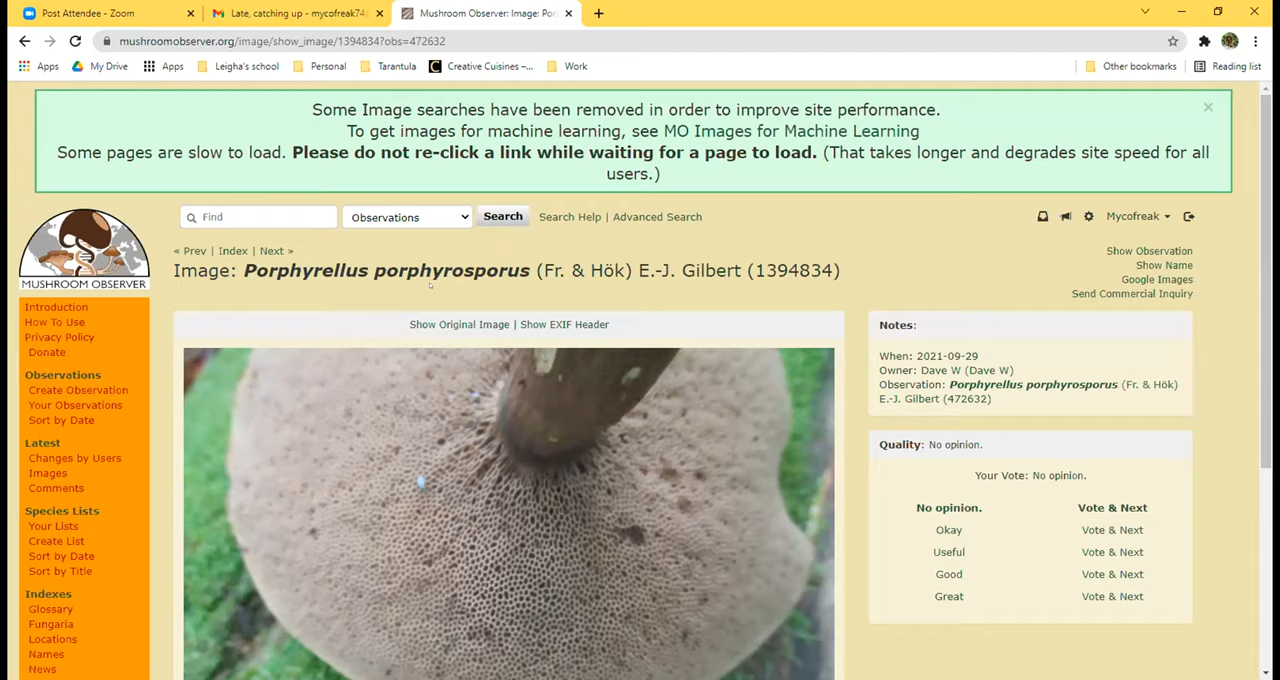 Post Attendee - Zoom
Late, catching up - mycofreak74
Mushroom Observer: Image: Por
mushroomobserver.org/image/show_image/1394834?obs=472632
Apps My Drive Apps Leigha's school Personal Tarantula Creative Cuisines –... Work Other bookmarks Reading list
Some Image searches have been removed in order to improve site performance.
To get images for machine learning, see MO Images for Machine Learning
Some pages are slow to load. Please do not re-click a link while waiting for a page to load. (That takes longer and degrades site speed for all
users.)
MUSHROOM OBSERVER
Find Observations Search Search Help | Advanced Search Mycofreak
« Prev | Index | Next »
Image: Porphyrellus porphyrosporus (Fr. & Hök) E.-J. Gilbert (1394834)
Show Observation
Show Name
Google Images
Send Commercial Inquiry
Introduction
How To Use
Privacy Policy
Donate
Observations
Create Observation
Your Observations
Sort by Date
Latest
Changes by Users
Images
Comments
Species Lists
Your Lists
Create List
Sort by Date
Sort by Title
Indexes
Glossary
Fungaria
Locations
Names
News
Show Original Image | Show EXIF Header
Notes:
When: 2021-09-29
Owner: Dave W (Dave W)
Observation: Porphyrellus porphyrosporus (Fr. & Hök)
E.-J. Gilbert (472632)
Quality: No opinion.
Your Vote: No opinion.
No opinion. Vote & Next
Okay Vote & Next
Useful Vote & Next
Good Vote & Next
Great Vote & Next